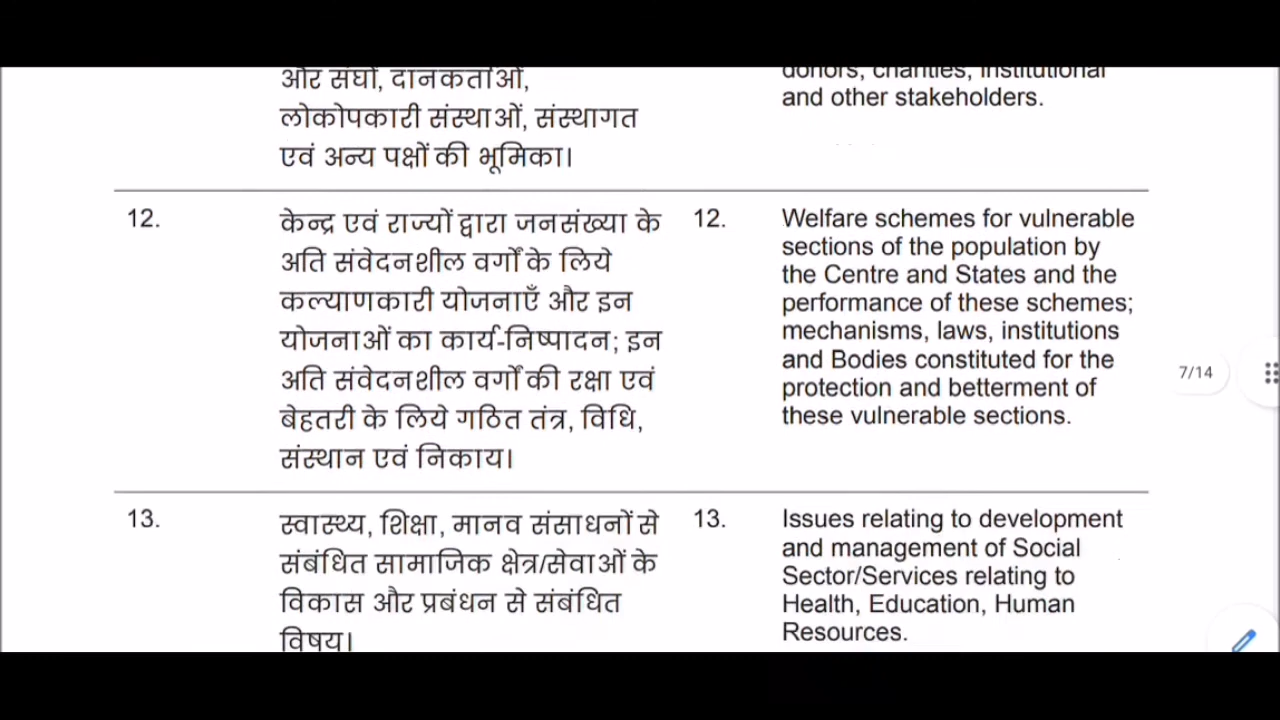 और संघों, दानकर्ताओं,
लोकोपकारी संस्थाओं, संस्थागत
एवं अन्य पक्षों की भूमिका।
donors, charities, institutional
and other stakeholders.
12.
केन्द्र एवं राज्यों द्वारा जनसंख्या के
अति संवेदनशील वर्गों के लिये
कल्याणकारी योजनाएँ और इन
योजनाओं का कार्य-निष्पादन; इन
अति संवेदनशील वर्गों की रक्षा एवं
बेहतरी के लिये गठित तंत्र, विधि,
संस्थान एवं निकाय।
12.
Welfare schemes for vulnerable
sections of the population by
the Centre and States and the
performance of these schemes;
mechanisms, laws, institutions
and Bodies constituted for the
protection and betterment of
these vulnerable sections.
7/14
13.
स्वास्थ्य, शिक्षा, मानव संसाधनों से
संबंधित सामाजिक क्षेत्र/सेवाओं के
विकास और प्रबंधन से संबंधित
विषय।
13.
Issues relating to development
and management of Social
Sector/Services relating to
Health, Education, Human
Resources.